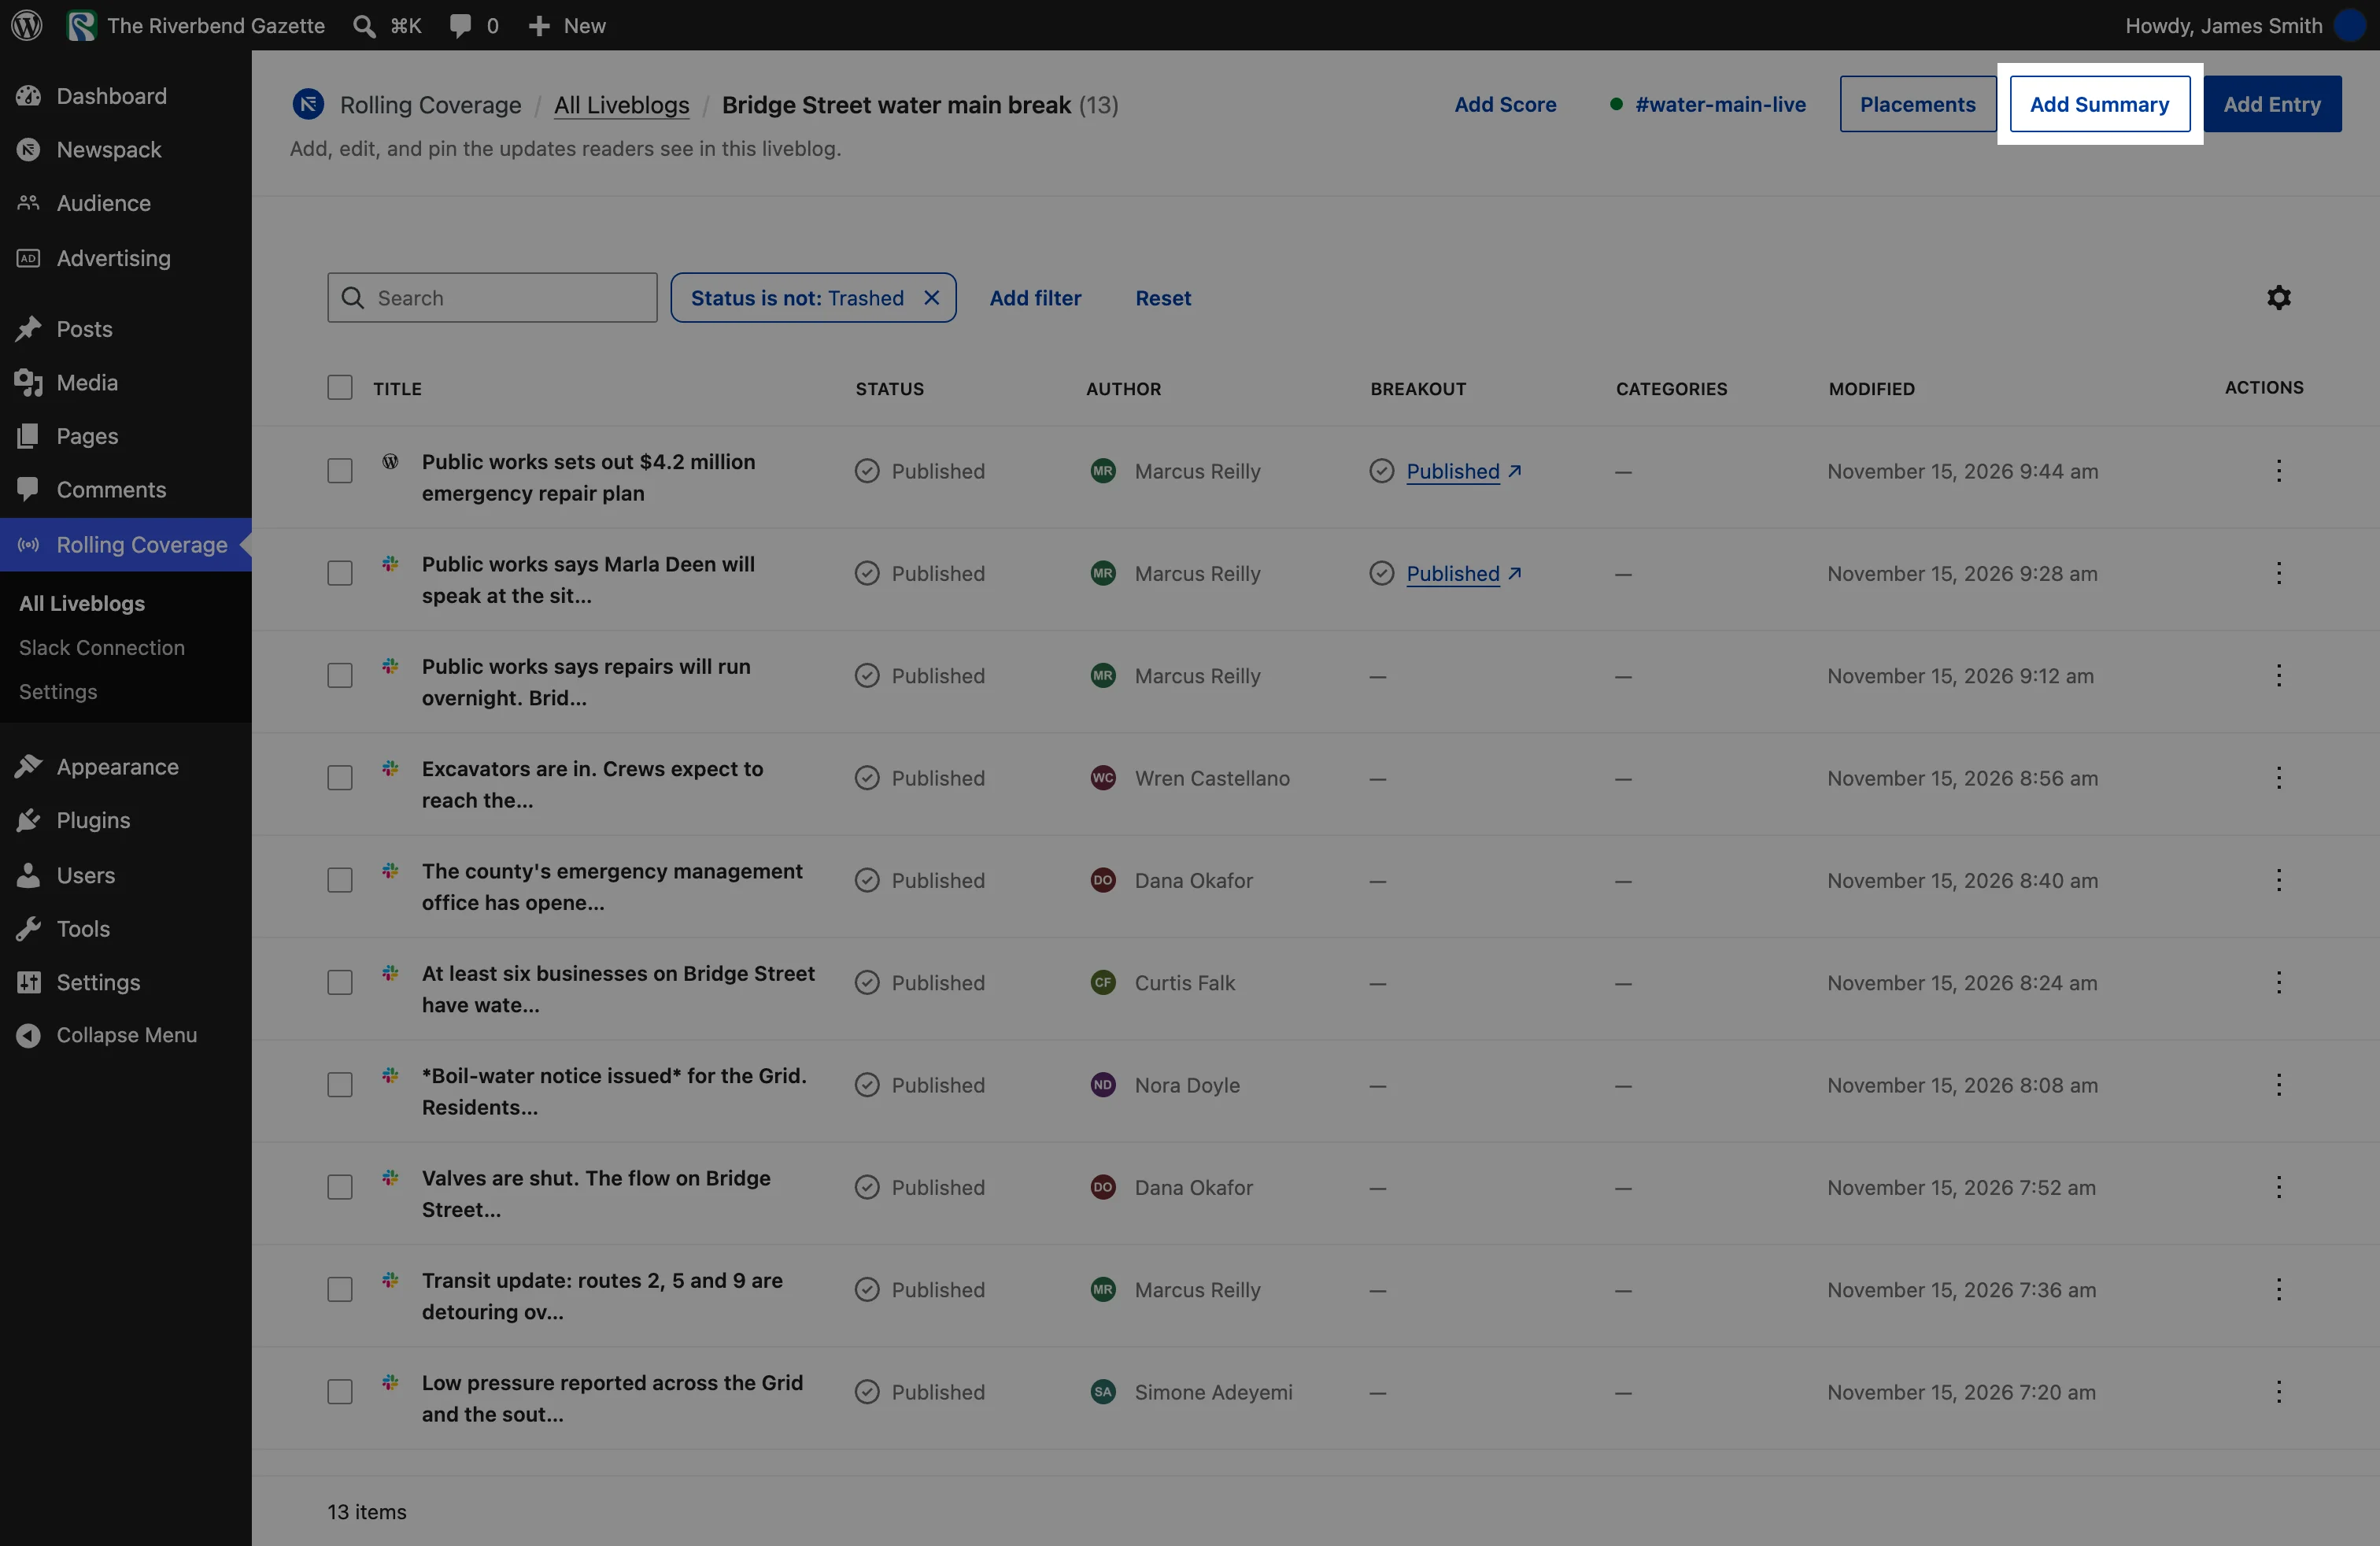 The Riverbend Gazette ⌘K 0 New Howdy, James Smith
Dashboard
Newspack
Audience
AD Advertising
Posts
Media
Pages
Comments
Rolling Coverage
All Liveblogs
Slack Connection
Settings
Appearance
Plugins
Users
Tools
Settings
Collapse Menu
Rolling Coverage / All Liveblogs / Bridge Street water main break (13)
Add, edit, and pin the updates readers see in this liveblog.
Add Score #water-main-live Placements Add Summary Add Entry
Search Status is not: Trashed Add filter Reset
TITLE STATUS AUTHOR BREAKOUT CATEGORIES MODIFIED ACTIONS
Public works sets out $4.2 million
emergency repair plan
Published MR Marcus Reilly Published ↗ — November 15, 2026 9:44 am
Public works says Marla Deen will
speak at the sit...
Published MR Marcus Reilly Published ↗ — November 15, 2026 9:28 am
Public works says repairs will run
overnight. Brid...
Published MR Marcus Reilly — — November 15, 2026 9:12 am
Excavators are in. Crews expect to
reach the...
Published WC Wren Castellano — — November 15, 2026 8:56 am
The county's emergency management
office has opene...
Published DO Dana Okafor — — November 15, 2026 8:40 am
At least six businesses on Bridge Street
have wate...
Published CF Curtis Falk — — November 15, 2026 8:24 am
*Boil-water notice issued* for the Grid.
Residents...
Published ND Nora Doyle — — November 15, 2026 8:08 am
Valves are shut. The flow on Bridge
Street...
Published DO Dana Okafor — — November 15, 2026 7:52 am
Transit update: routes 2, 5 and 9 are
detouring ov...
Published MR Marcus Reilly — — November 15, 2026 7:36 am
Low pressure reported across the Grid
and the sout...
Published SA Simone Adeyemi — — November 15, 2026 7:20 am
13 items